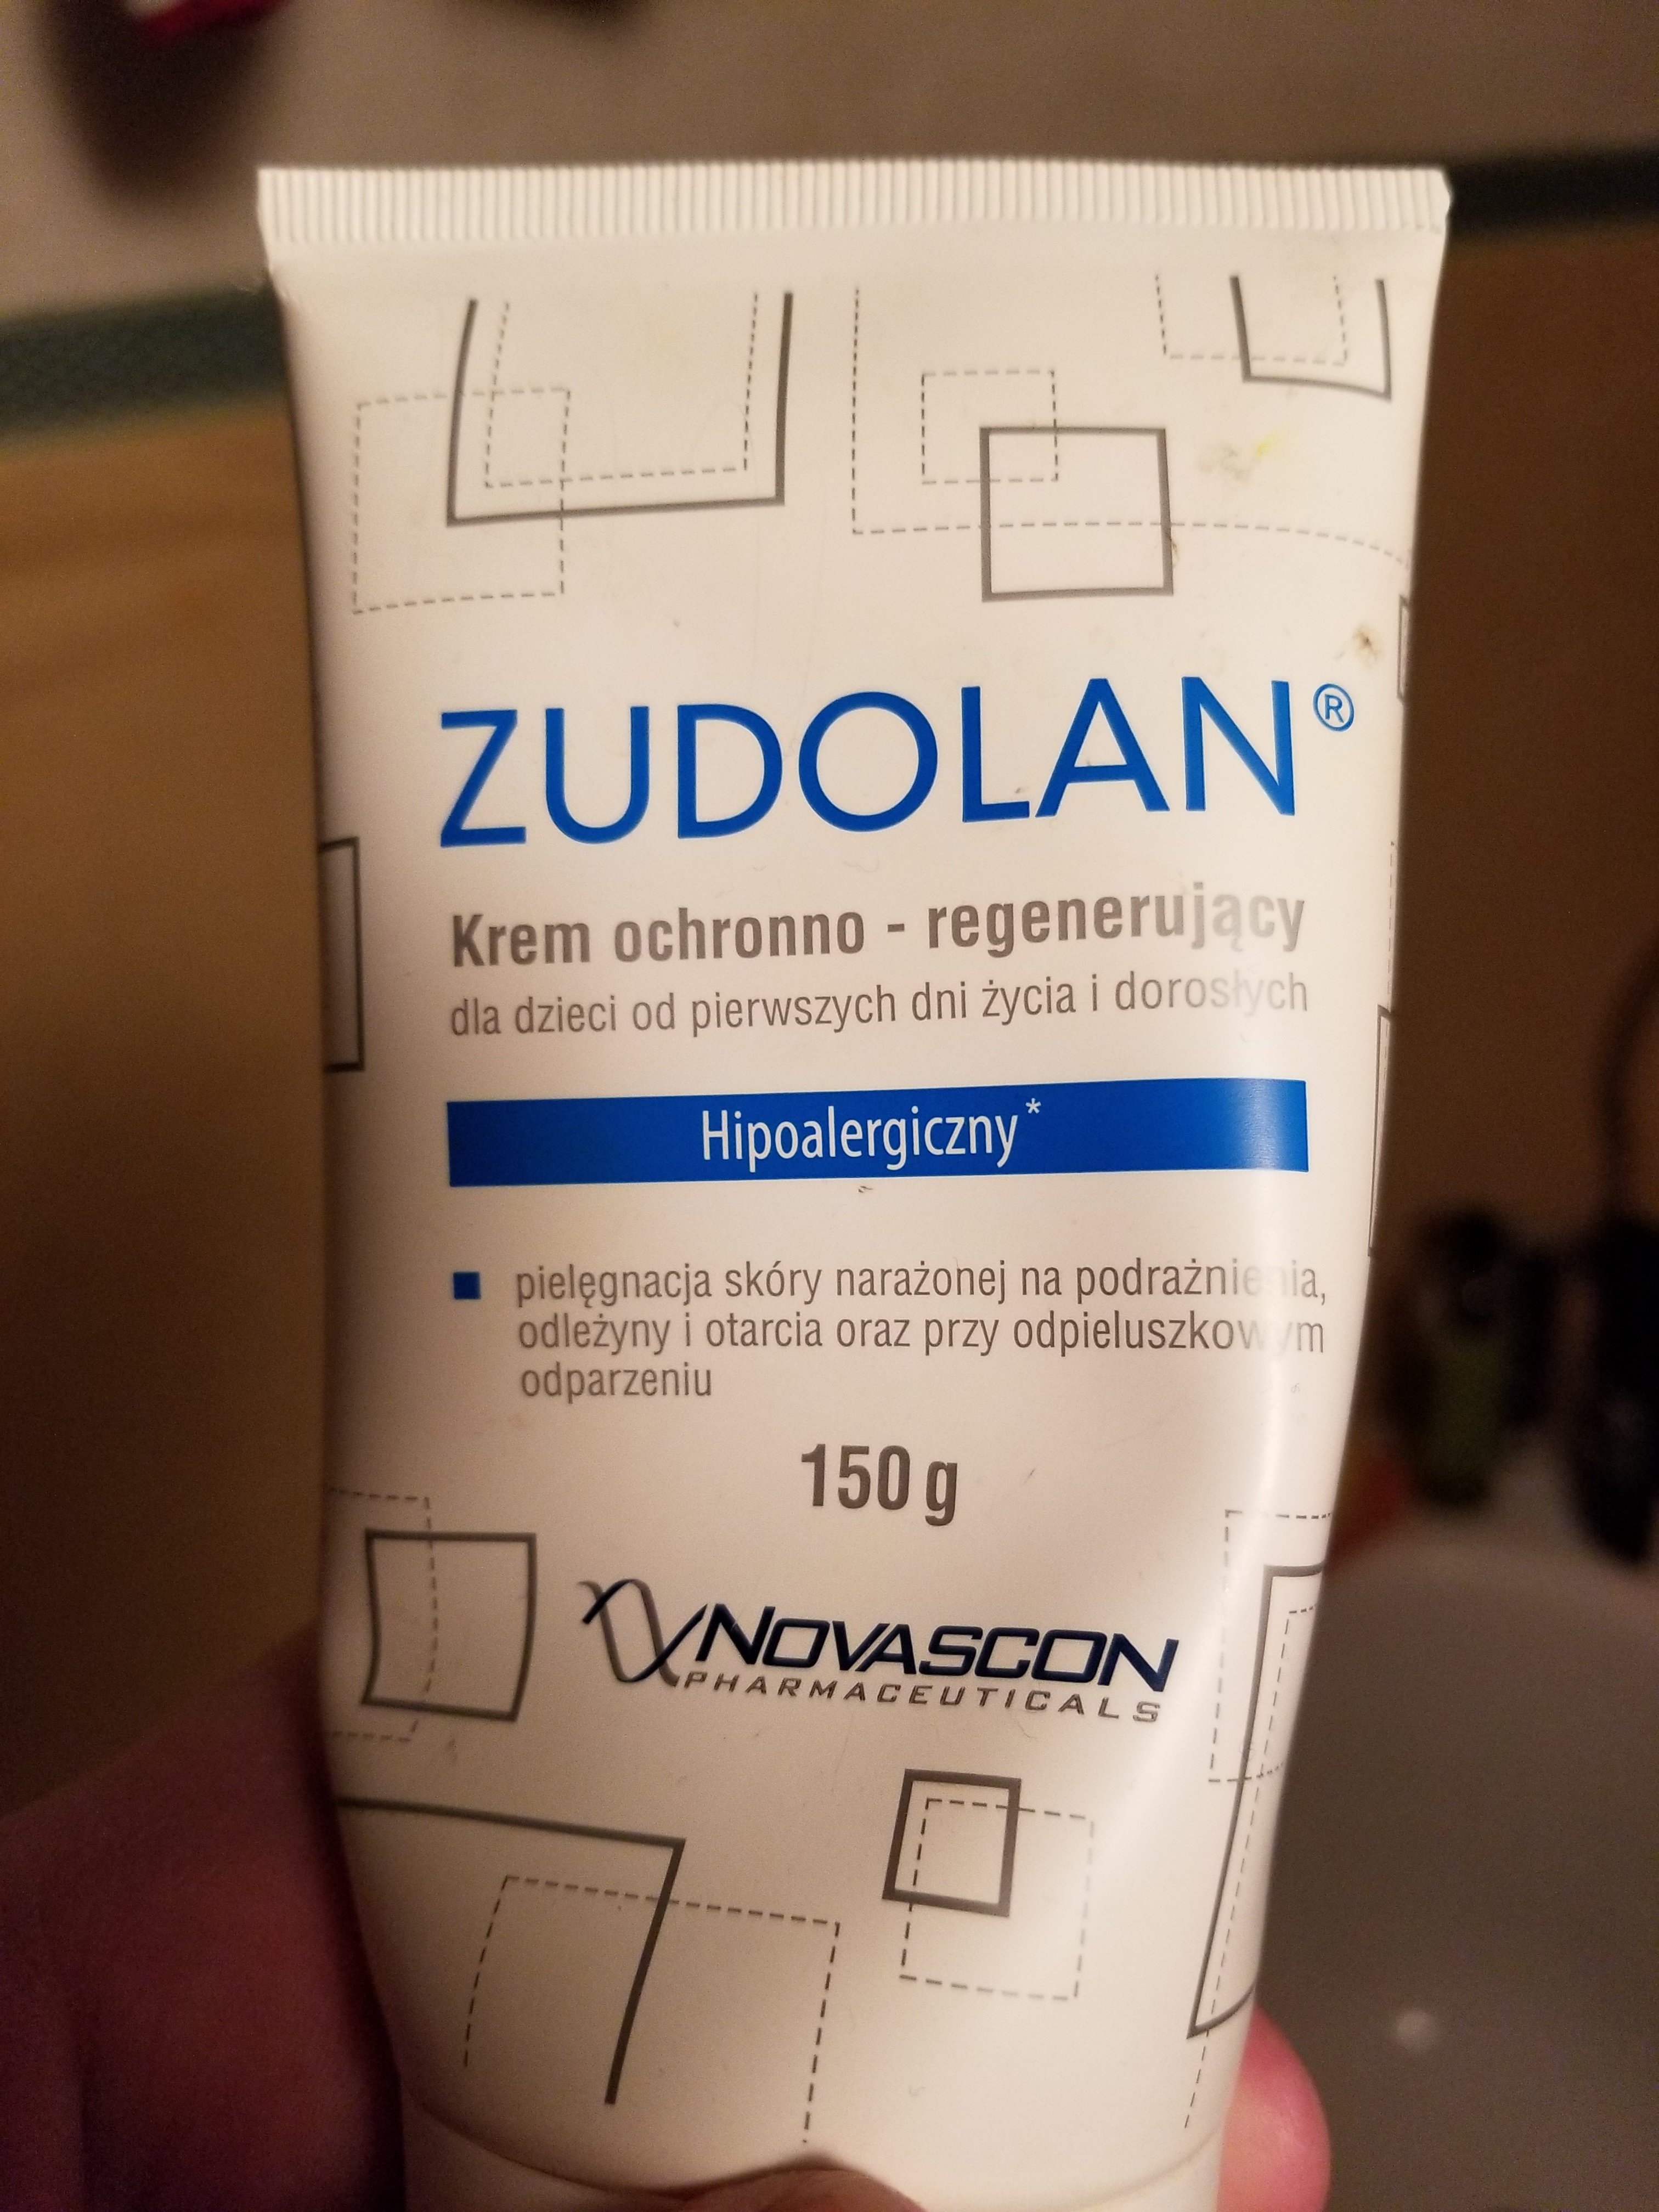 ZUDOLAN®
Krem ochronno - regenerujący
dla dzieci od pierwszych dni życia i dorosłych
Hipoalergiczny*
■ pielęgnacja skóry narażonej na podrażnienia,
odleżyny i otarcia oraz przy odpieluszkowym
odparzeniu
150 g
NOVASCON
PHARMACEUTICALS